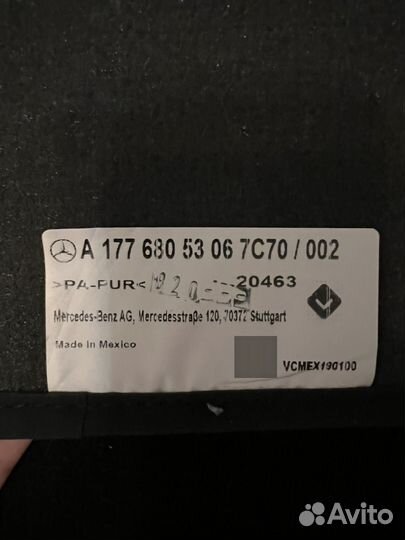 A 177 680 53 06 7C70 / 002
>PA-PUR< 20463
Mercedes-Benz AG, Mercedesstraße 120, 70372 Stuttgart
Made in Mexico
VCMEX190100
Avito